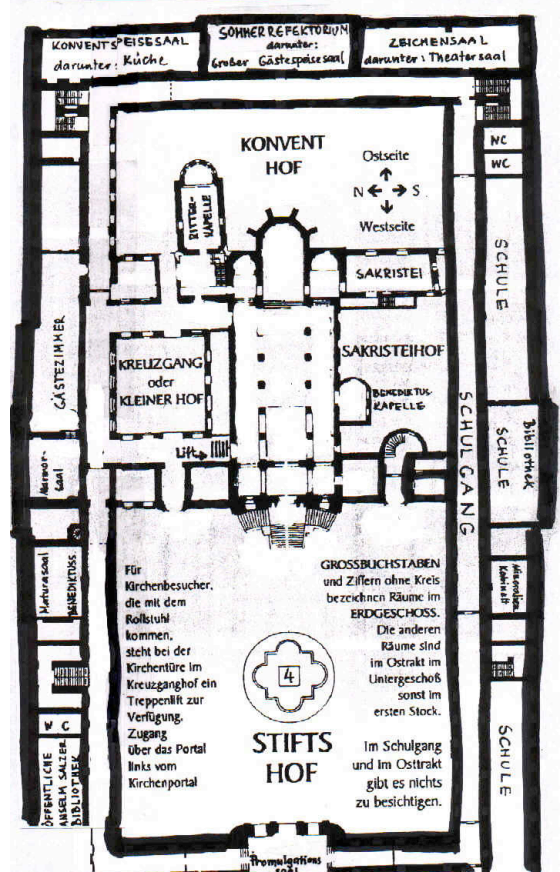 KONVENTSPEISESAAL
darunter: Küche
SOMMERREFEKTORIUM
darunter:
Großer Gästespeisesaal
ZEICHENSAAL
darunter: Theatersaal
KONVENT
HOF
Ostseite
N S
Westseite
WC
WC
RITTER-
KAPELLE
SAKRISTEI
SCHULE
GÄSTEZIMMER
KREUZGANG
oder
KLEINER HOF
SAKRISTEIHOF
BENEDIKTUS-
KAPELLE
Lift
SCHULGANG
SCHULE
Bibliothek
Marmor-
saal
Maturasaal
BENEDIKTUSS.
Für
Kirchenbesucher,
die mit dem
Rollstuhl
kommen,
steht bei der
Kirchentüre im
Kreuzganghof ein
Treppenlift zur
Verfügung.
Zugang
über das Portal
links vom
Kirchenportal
GROSSBUCHSTABEN
und Ziffern ohne Kreis
bezeichnen Räume im
ERDGESCHOSS.
Die anderen
Räume sind
im Ostrakt im
Untergeschoß
sonst im
ersten Stock.
Im Schulgang
und im Osttrakt
gibt es nichts
zu besichtigen.
4
STIFTS
HOF
Mineralien
Kabinett
SCHULE
W C
ÖFFENTLICHE
ANSELM SALZER
BIBLIOTHEK
Promulgations
saal